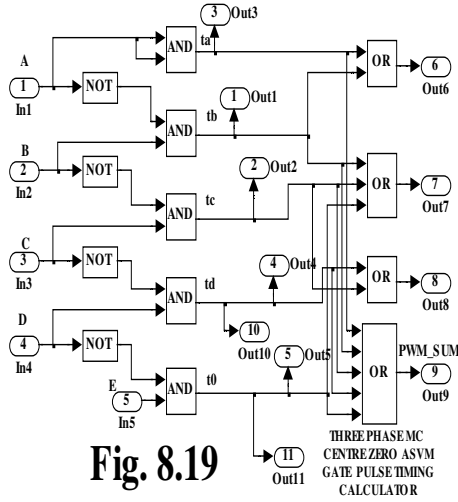 3
Out3
A
AND
ta
1
In1
NOT
OR
6
Out6
1
Out1
AND
tb
B
2
In2
NOT
2
Out2
OR
7
Out7
AND
tc
C
3
In3
NOT
4
Out4
OR
8
Out8
AND
td
D
10
Out10
4
In4
NOT
5
Out5
PWM_SUM
OR
9
Out9
AND
t0
E
5
In5
11
Out11
THREE PHASE MC
CENTRE ZERO ASVM
GATE PULSE TIMING
CALCULATOR
Fig. 8.19